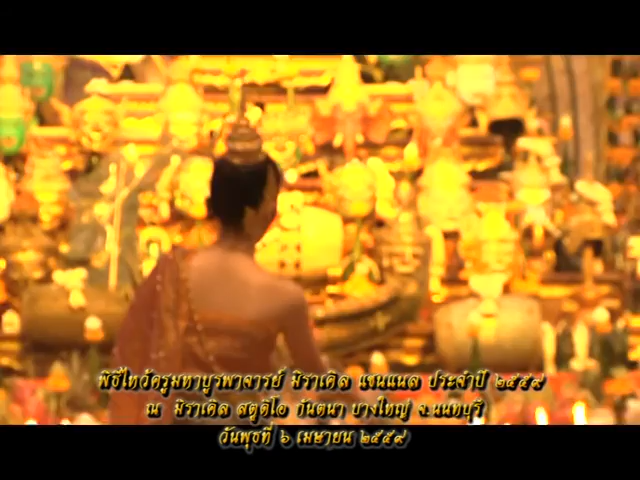 พิธีไหว้ครูมหาบูรพาจารย์ มิราเคิล แชนแนล ประจำปี ๒๕๕๙
ณ มิราเคิล สตูดิโอ กันตนา บางใหญ่ จ.นนทบุรี
วันพุธที่ ๖ เมษายน ๒๕๕๙